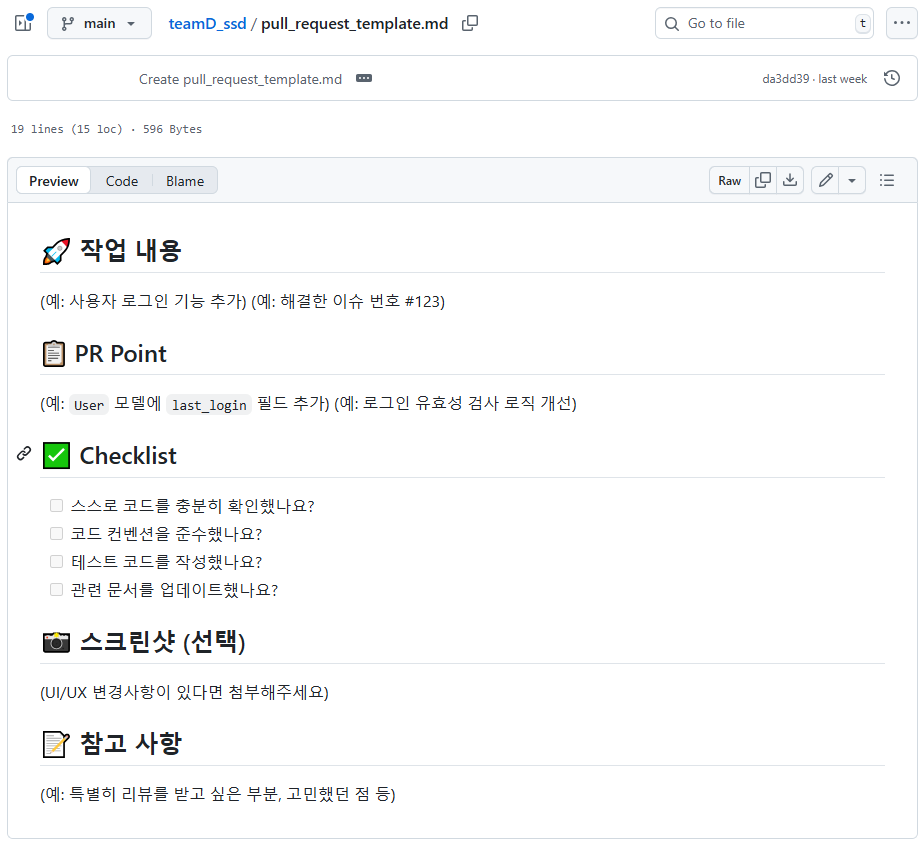 main
teamD_ssd / pull_request_template.md
Go to file
t
Create pull_request_template.md
da3dd39 · last week
19 lines (15 loc) · 596 Bytes
Preview Code Blame
Raw
🚀 작업 내용
(예: 사용자 로그인 기능 추가) (예: 해결한 이슈 번호 #123)
📋 PR Point
(예: User 모델에 last_login 필드 추가) (예: 로그인 유효성 검사 로직 개선)
✅ Checklist
스스로 코드를 충분히 확인했나요?
코드 컨벤션을 준수했나요?
테스트 코드를 작성했나요?
관련 문서를 업데이트했나요?
📸 스크린샷 (선택)
(UI/UX 변경사항이 있다면 첨부해주세요)
📝 참고 사항
(예: 특별히 리뷰를 받고 싶은 부분, 고민했던 점 등)